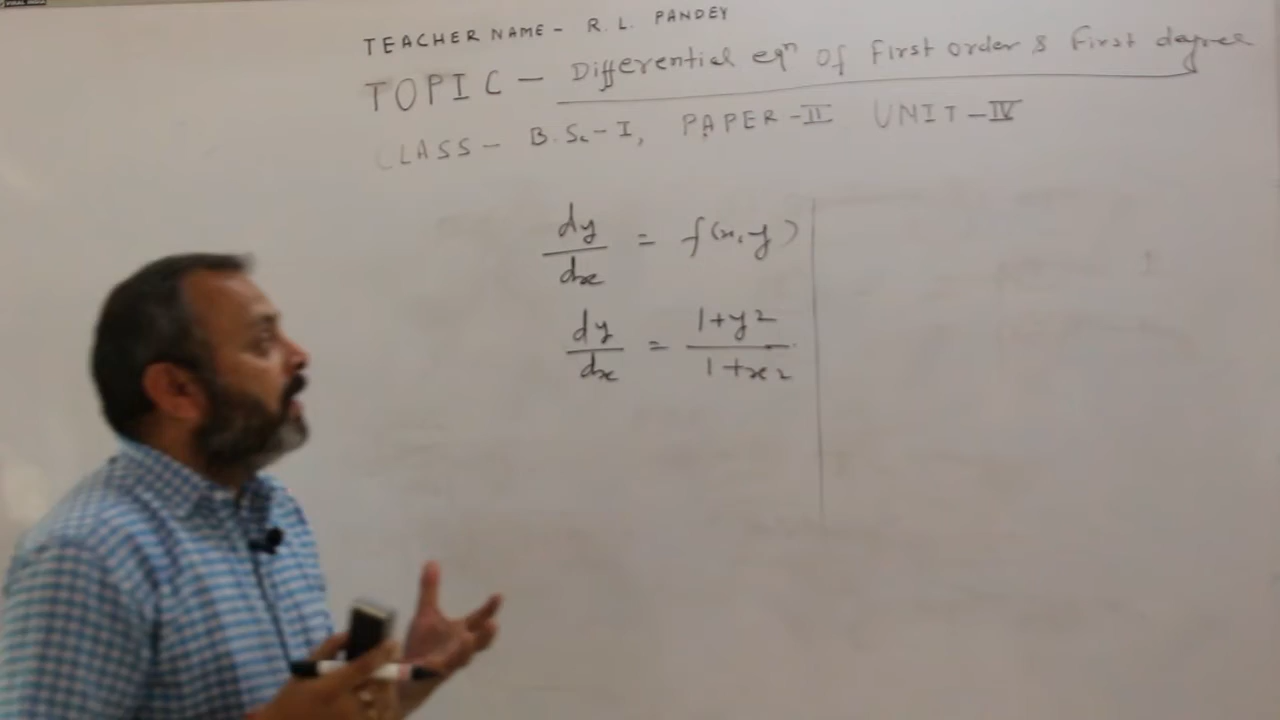 TEACHER NAME - R. L. PANDEY
TOPIC - Differential eqn of First order & First degree
CLASS - B.Sc - I, PAPER - II UNIT - IV
dy/dx = f(x, y)
dy/dx = 1+y2/1+x2